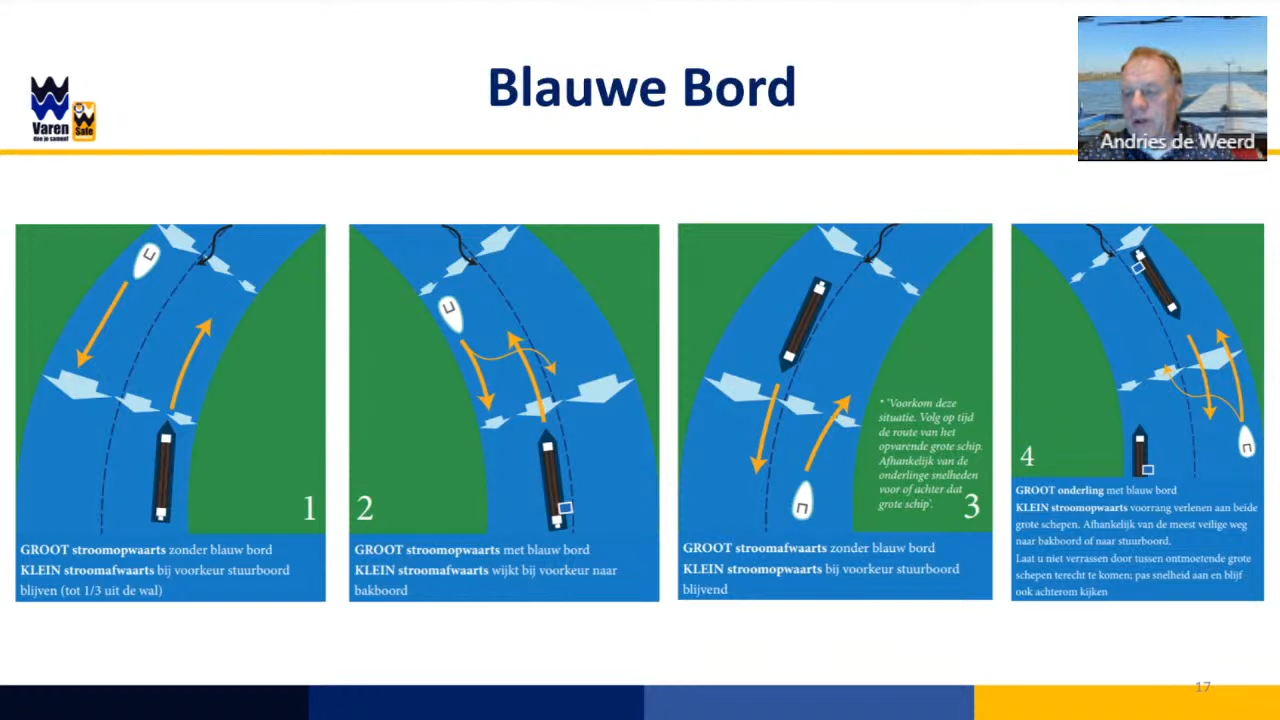 Blauwe Bord
Varen
doe je samen!
Safe
Andries de Weerd
1
GROOT stroomopwaarts zonder blauw bord
KLEIN stroomafwaarts bij voorkeur stuurboord
blijven (tot 1/3 uit de wal)
2
GROOT stroomopwaarts met blauw bord
KLEIN stroomafwaarts wijkt bij voorkeur naar
bakboord
* 'Voorkom deze
situatie. Volg op tijd
de route van het
opvarende grote schip.
Afhankelijk van de
onderlinge snelheden
voor of achter dat
grote schip'.
3
GROOT stroomafwaarts zonder blauw bord
KLEIN stroomopwaarts bij voorkeur stuurboord
blijvend
4
GROOT onderling met blauw bord
KLEIN stroomopwaarts voorrang verlenen aan beide
grote schepen. Afhankelijk van de meest veilige weg
naar bakboord of naar stuurboord.
Laat u niet verrassen door tussen ontmoetende grote
schepen terecht te komen; pas snelheid aan en blijf
ook achterom kijken
17